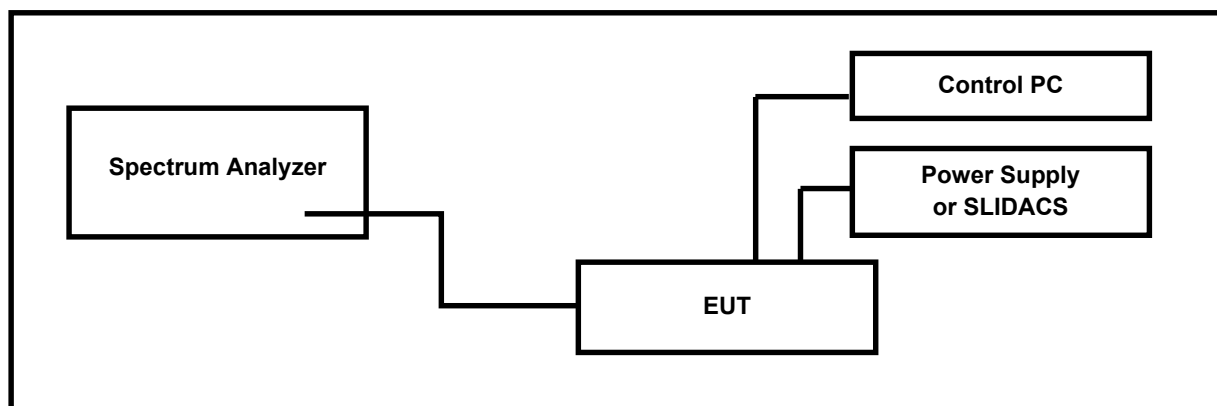 Control PC
Spectrum Analyzer
Power Supply
or SLIDACS
EUT